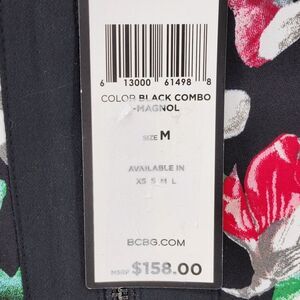 6 13000 61498 8
COLOR BLACK COMBO
-MAGNOL
SIZE M
AVAILABLE IN
XS S M L
BCBG.COM
MSRP $158.00